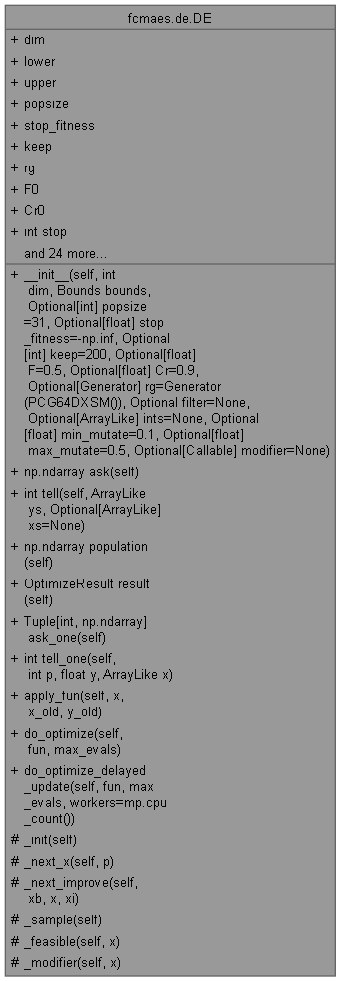 fcmaes.de.DE
+ dim
+ lower
+ upper
+ popsize
+ stop_fitness
+ keep
+ rg
+ F0
+ Cr0
+ int stop
and 24 more...
+ __init__(self, int
dim, Bounds bounds,
Optional[int] popsize
=31, Optional[float] stop
_fitness=-np.inf, Optional
[int] keep=200, Optional[float]
F=0.5, Optional[float] Cr=0.9,
Optional[Generator] rg=Generator
(PCG64DXSM()), Optional filter=None,
Optional[ArrayLike] ints=None, Optional
[float] min_mutate=0.1, Optional[float]
max_mutate=0.5, Optional[Callable] modifier=None)
+ np.ndarray ask(self)
+ int tell(self, ArrayLike
ys, Optional[ArrayLike]
xs=None)
+ np.ndarray population
(self)
+ OptimizeResult result
(self)
+ Tuple[int, np.ndarray]
ask_one(self)
+ int tell_one(self,
int p, float y, ArrayLike x)
+ apply_fun(self, x,
x_old, y_old)
+ do_optimize(self,
fun, max_evals)
+ do_optimize_delayed
_update(self, fun, max
_evals, workers=mp.cpu
_count())
# _init(self)
# _next_x(self, p)
# _next_improve(self,
xb, x, xi)
# _sample(self)
# _feasible(self, x)
# _modifier(self, x)